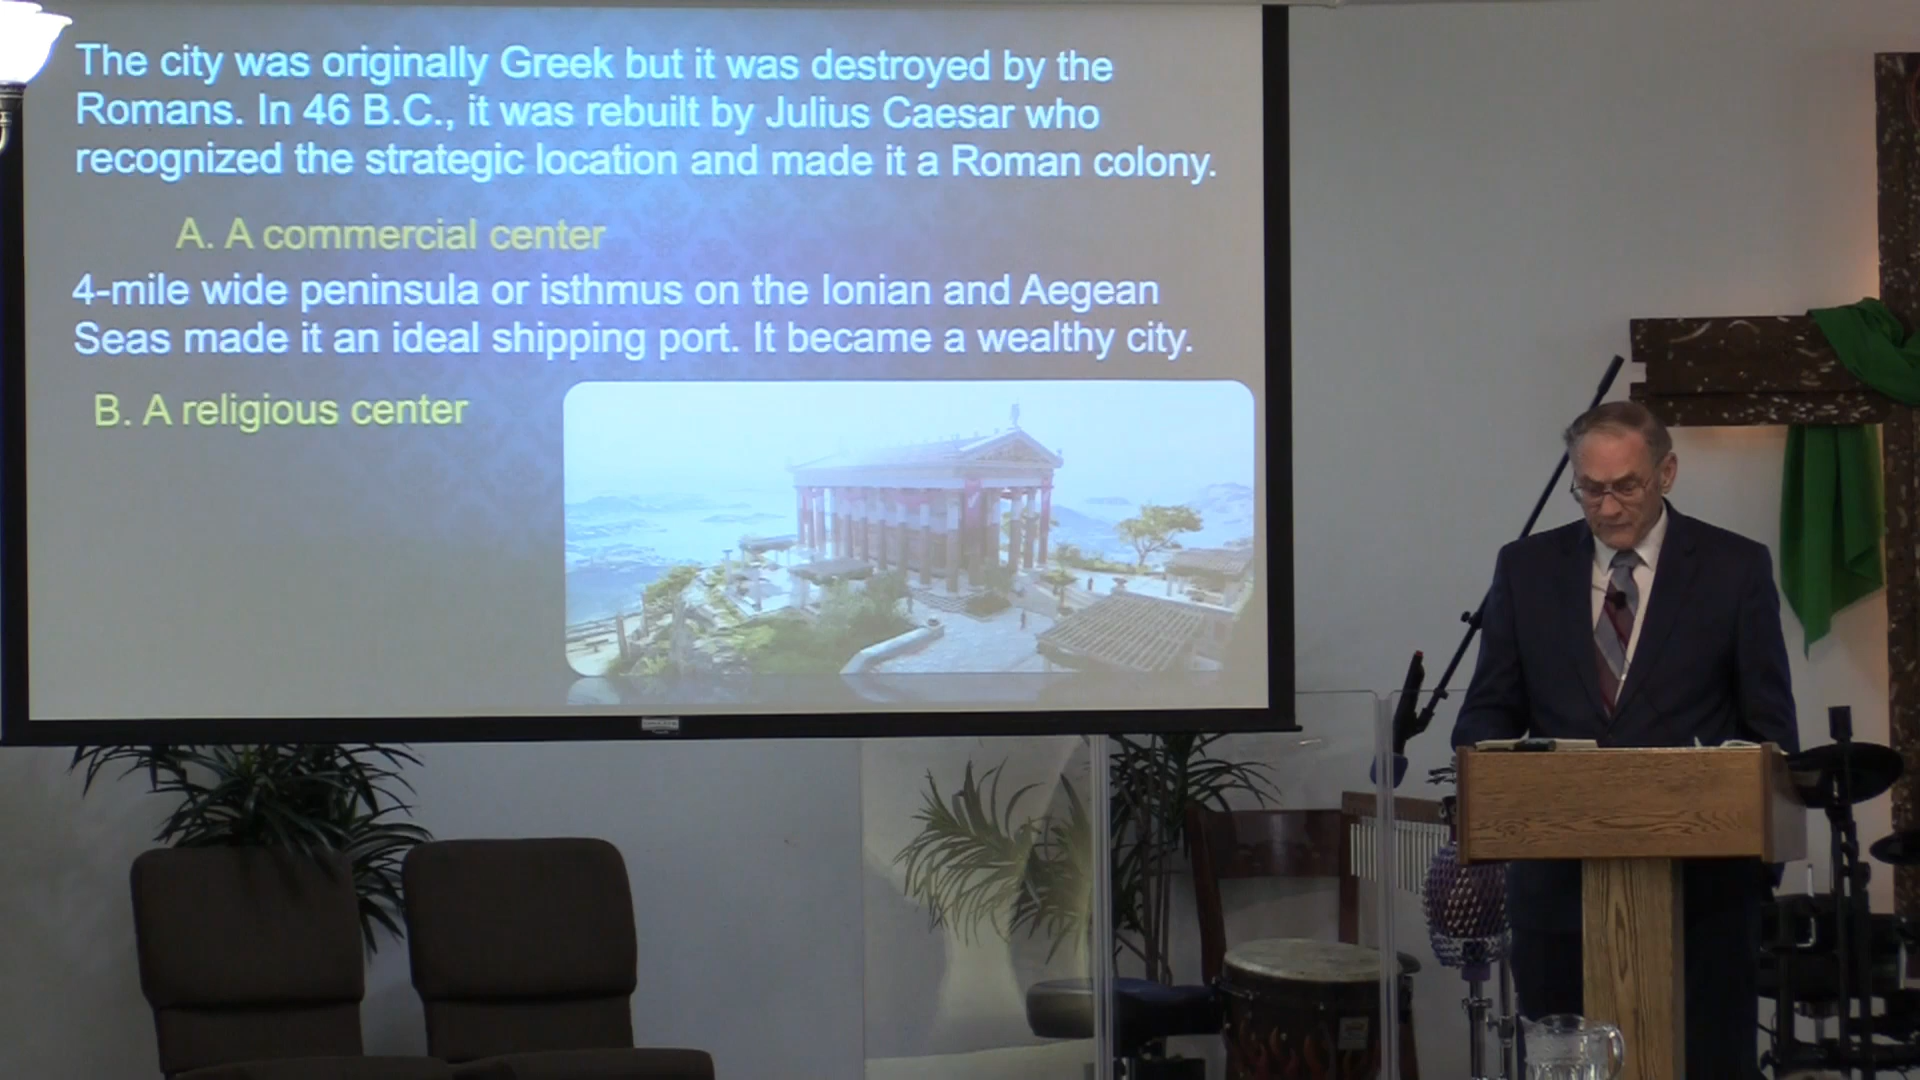 The city was originally Greek but it was destroyed by the
Romans. In 46 B.C., it was rebuilt by Julius Caesar who
recognized the strategic location and made it a Roman colony.
A. A commercial center
4-mile wide peninsula or isthmus on the Ionian and Aegean
Seas made it an ideal shipping port. It became a wealthy city.
B. A religious center